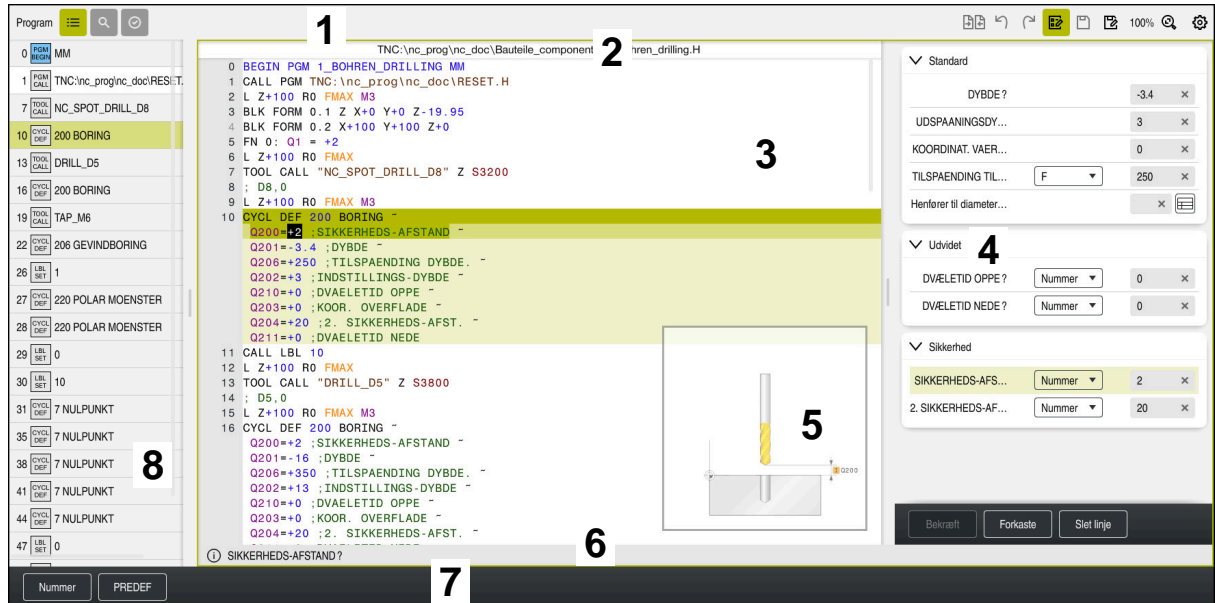 Program
100%
1
2
3
4
5
6
7
8
0 PGM BEGIN MM
1 PGM CALL TNC:\nc_prog\nc_doc\RESET.
7 TOOL CALL NC_SPOT_DRILL_D8
10 CYCL DEF 200 BORING
13 TOOL CALL DRILL_D5
16 CYCL DEF 200 BORING
19 TOOL CALL TAP_M6
22 CYCL DEF 206 GEVINDBORING
26 LBL SET 1
27 CYCL DEF 220 POLAR MOENSTER
28 CYCL DEF 220 POLAR MOENSTER
29 LBL SET 0
30 LBL SET 10
31 CYCL DEF 7 NULPUNKT
35 CYCL DEF 7 NULPUNKT
38 CYCL DEF 7 NULPUNKT
41 CYCL DEF 7 NULPUNKT
44 CYCL DEF 7 NULPUNKT
47 LBL SET 0
TNC:\nc_prog\nc_doc\Bauteile_component ohren_drilling.H
0 BEGIN PGM 1_BOHREN_DRILLING MM
1 CALL PGM TNC:\nc_prog\nc_doc\RESET.H
2 L Z+100 R0 FMAX M3
3 BLK FORM 0.1 Z X+0 Y+0 Z-19.95
4 BLK FORM 0.2 X+100 Y+100 Z+0
5 FN 0: Q1 = +2
6 L Z+100 R0 FMAX
7 TOOL CALL "NC_SPOT_DRILL_D8" Z S3200
8 ; D8,0
9 L Z+100 R0 FMAX M3
10 CYCL DEF 200 BORING ~
Q200=+2 ;SIKKERHEDS-AFSTAND ~
Q201=-3.4 ;DYBDE ~
Q206=+250 ;TILSPAENDING DYBDE. ~
Q202=+3 ;INDSTILLINGS-DYBDE ~
Q210=+0 ;DVAELETID OPPE ~
Q203=+0 ;KOOR. OVERFLADE ~
Q204=+20 ;2. SIKKERHEDS-AFST. ~
Q211=+0 ;DVAELETID NEDE
11 CALL LBL 10
12 L Z+100 R0 FMAX
13 TOOL CALL "DRILL_D5" Z S3800
14 ; D5,0
15 L Z+100 R0 FMAX M3
16 CYCL DEF 200 BORING ~
Q200=+2 ;SIKKERHEDS-AFSTAND ~
Q201=-16 ;DYBDE ~
Q206=+350 ;TILSPAENDING DYBDE. ~
Q202=+13 ;INDSTILLINGS-DYBDE ~
Q210=+0 ;DVAELETID OPPE ~
Q203=+0 ;KOOR. OVERFLADE ~
Q204=+20 ;2. SIKKERHEDS-AFST. ~
Q200
SIKKERHEDS-AFSTAND?
Standard
DYBDE? -3.4
UDSPAANINGSDY... 3
KOORDINAT. VAER... 0
TILSPAENDING TIL... F 250
Henfører til diameter...
Udvidet
DVÆLETID OPPE? Nummer 0
DVÆLETID NEDE? Nummer 0
Sikkerhed
SIKKERHEDS-AFS... Nummer 2
2. SIKKERHEDS-AF... Nummer 20
Bekræft Forkaste Slet linje
Nummer PREDEF